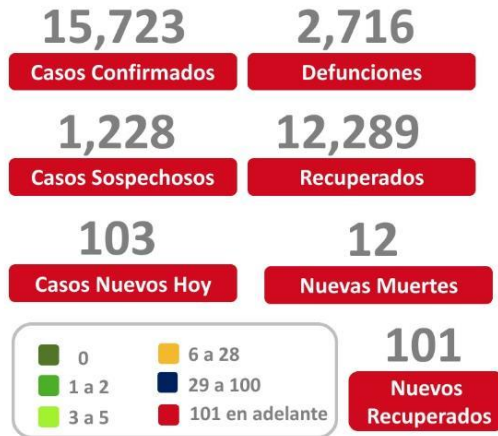 15,723
Casos Confirmados
2,716
Defunciones
1,228
Casos Sospechosos
12,289
Recuperados
103
Casos Nuevos Hoy
12
Nuevas Muertes
0
1 a 2
3 a 5
6 a 28
29 a 100
101 en adelante
101
Nuevos
Recuperados